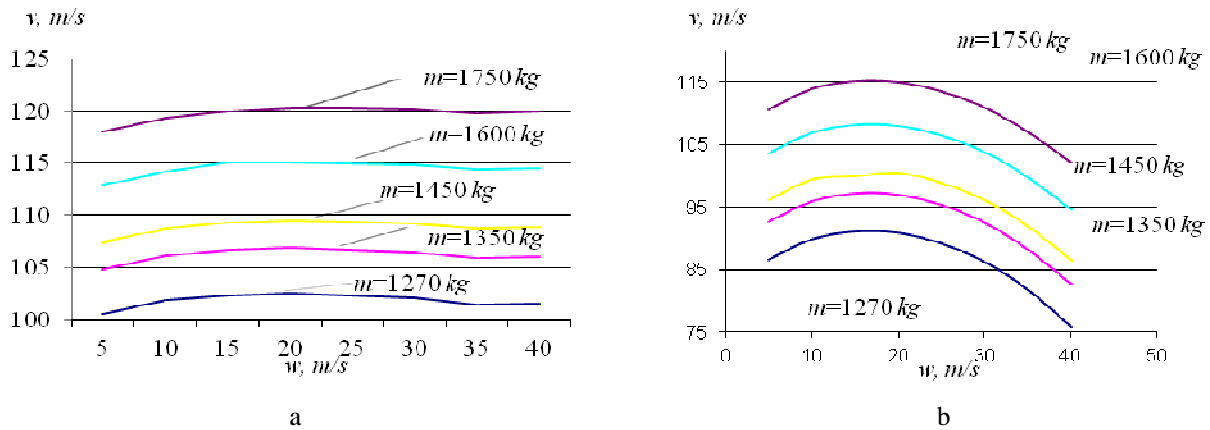 v, m/s
125
120
115
110
105
100
m=1750 kg
m=1600 kg
m=1450 kg
m=1350 kg
m=1270 kg
5 10 15 20 25 30 35 40
w, m/s
a
v, m/s
m=1750 kg
m=1600 kg
115
105
95
85
75
m=1450 kg
m=1350 kg
m=1270 kg
0 10 20 30 40 50
w, m/s
b